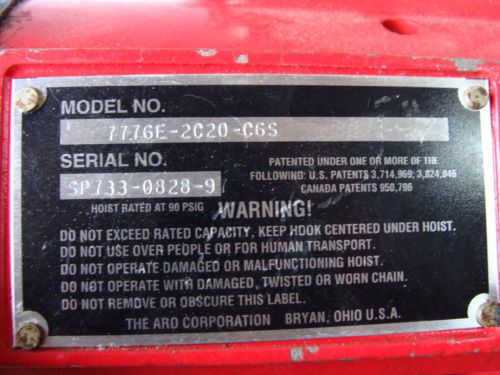 MODEL NO.
7776E-2C20-C6S
SERIAL NO.
SP733-0828-9
PATENTED UNDER ONE OR MORE OF THE
FOLLOWING: U.S. PATENTS 3,714,969; 3,824,045
CANADA PATENTS 950,796
HOIST RATED AT 90 PSIG
WARNING!
DO NOT EXCEED RATED CAPACITY, KEEP HOOK CENTERED UNDER HOIST.
DO NOT USE OVER PEOPLE OR FOR HUMAN TRANSPORT.
DO NOT OPERATE DAMAGED OR MALFUNCTIONING HOIST.
DO NOT OPERATE WITH DAMAGED, TWISTED OR WORN CHAIN.
DO NOT REMOVE OR OBSCURE THIS LABEL.
THE ARO CORPORATION BRYAN, OHIO U.S.A.